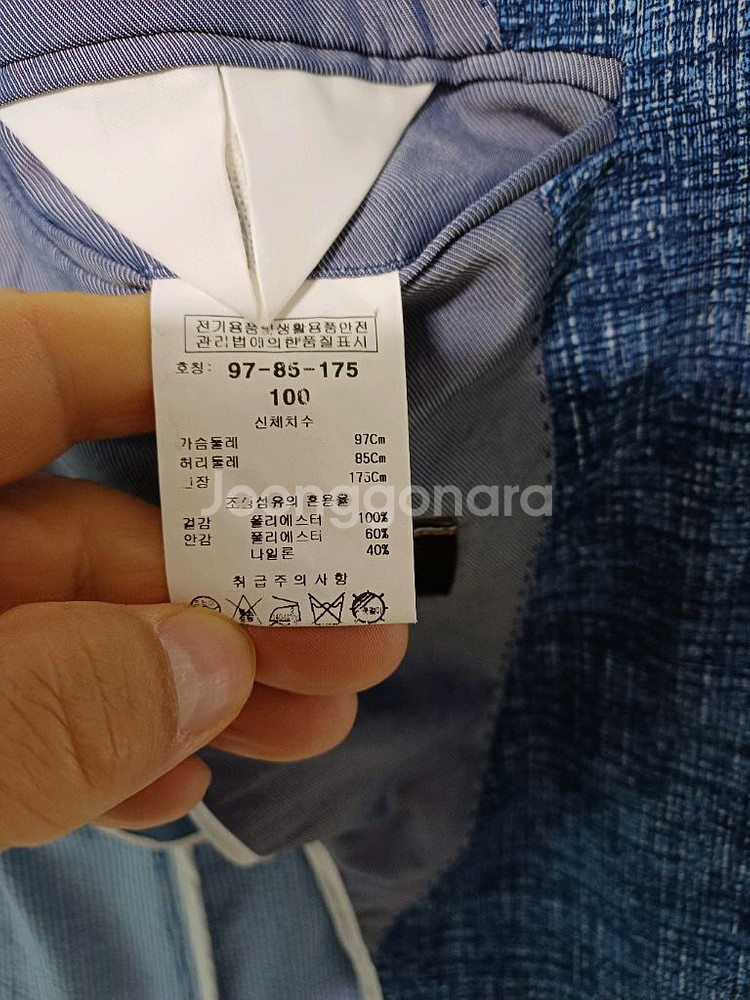 전기용품및생활용품안전
관리법에의한품질표시
호칭: 97-85-175
100
신체치수
가슴둘레 97Cm
허리둘레 85Cm
175Cm
조성섬유의 혼용율
겉감 폴리에스터 100%
안감 폴리에스터 60%
나일론 40%
취급주의사항
Joonggonara